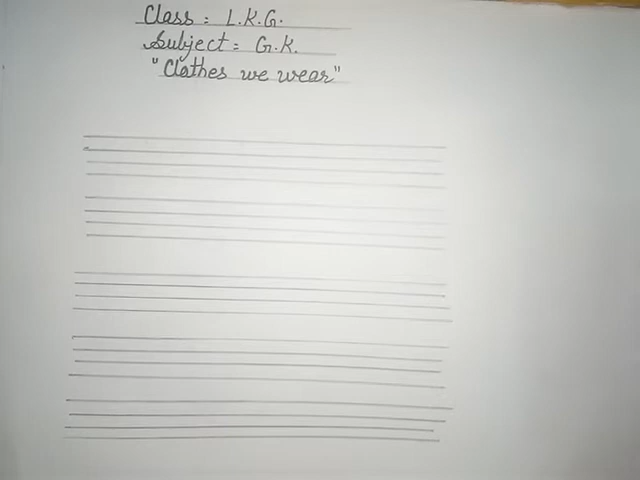 Class : L.K.G.
Subject = G.K.
"Clothes we wear"